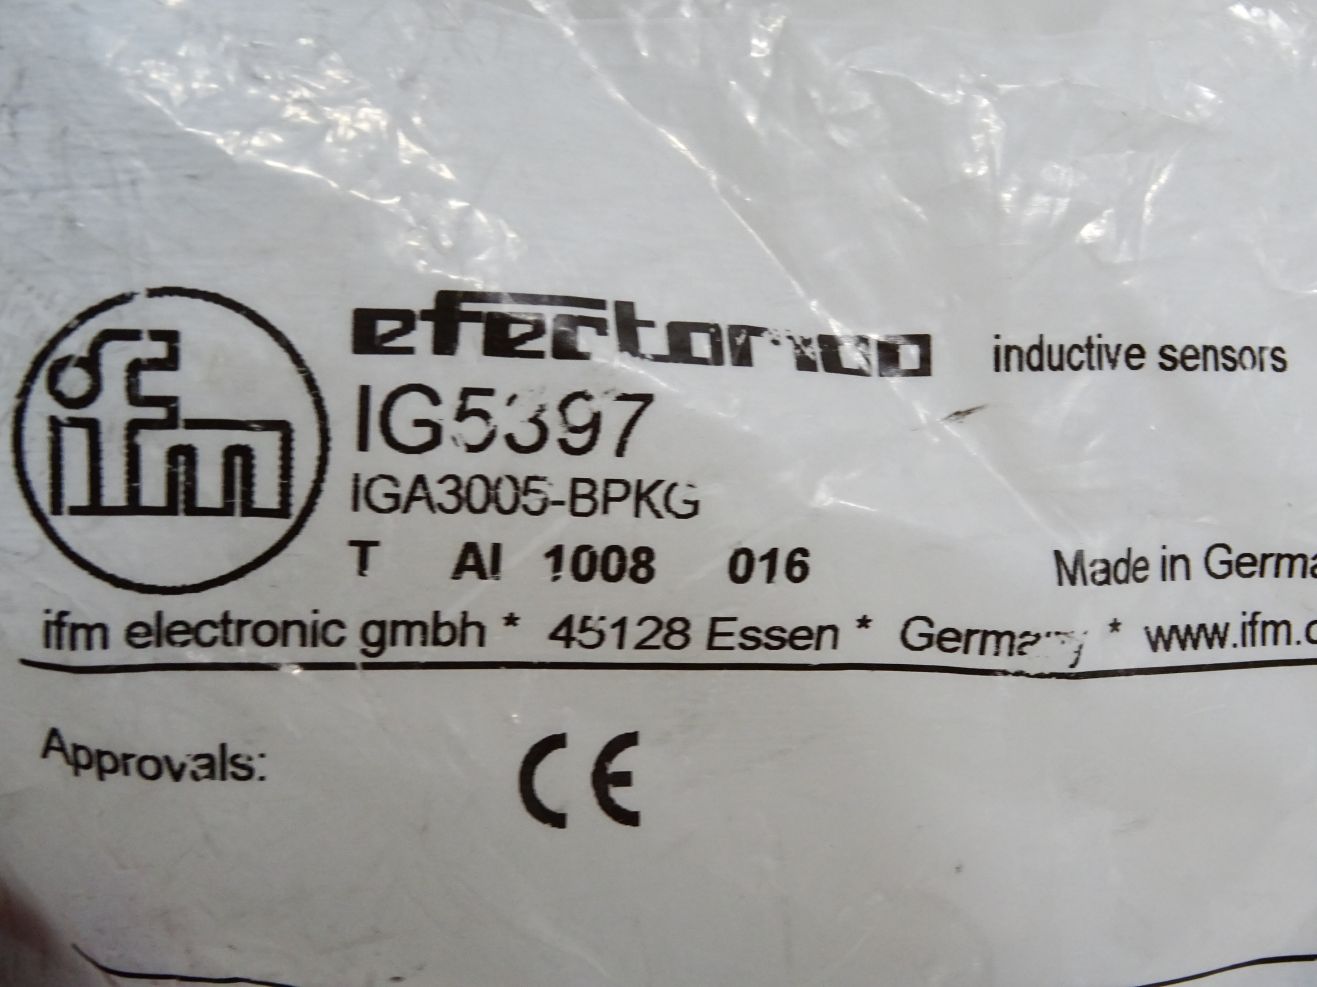 ifm
efector100 inductive sensors
IG5397
IGA3005-BPKG
T AI 1008 016 Made in Germa
ifm electronic gmbh * 45128 Essen * Germany * www.ifm.c
Approvals: CE